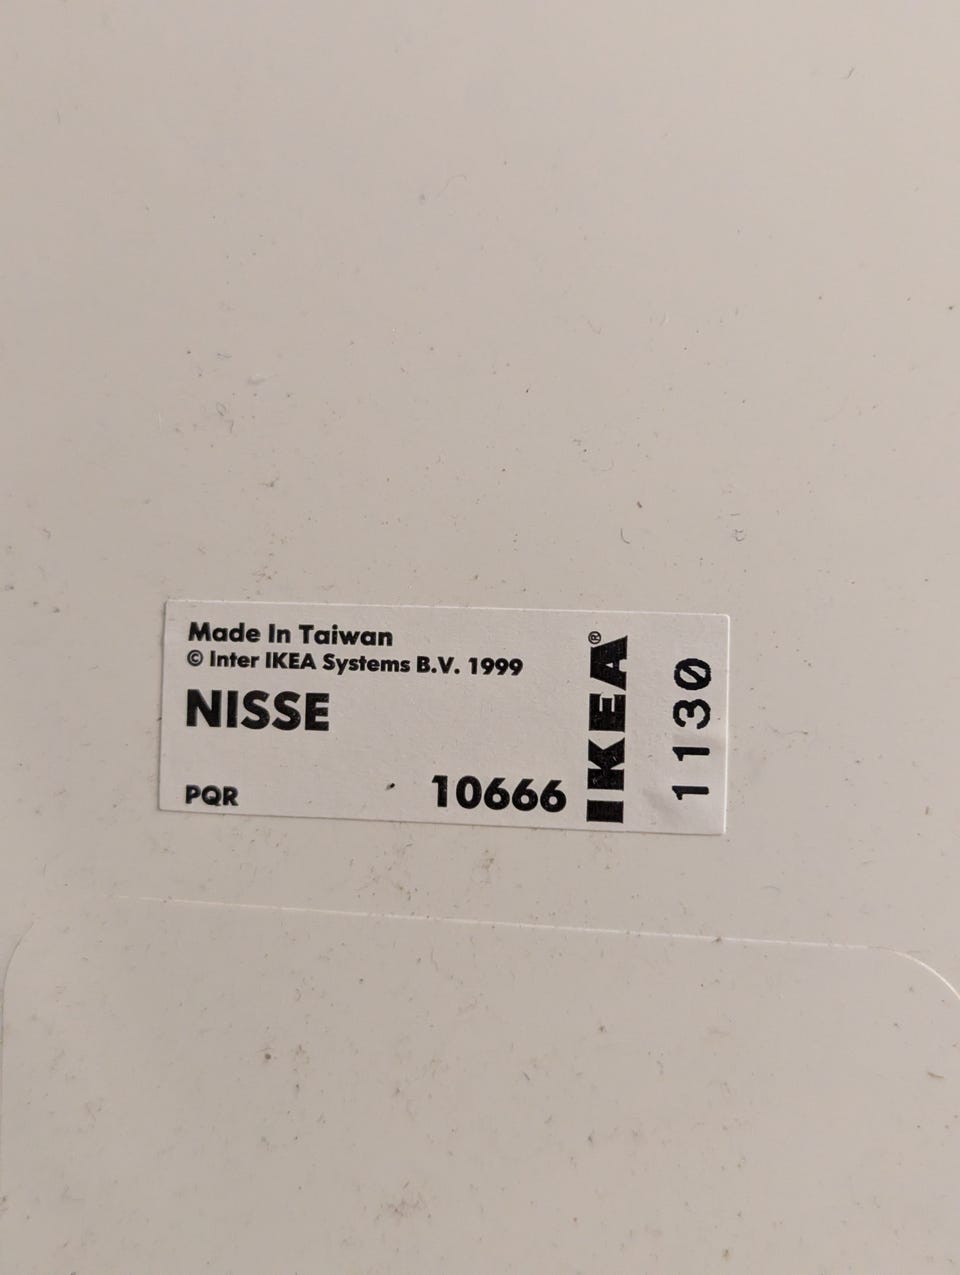 Made In Taiwan
© Inter IKEA Systems B.V. 1999
NISSE
PQR
10666
IKEA®
1130